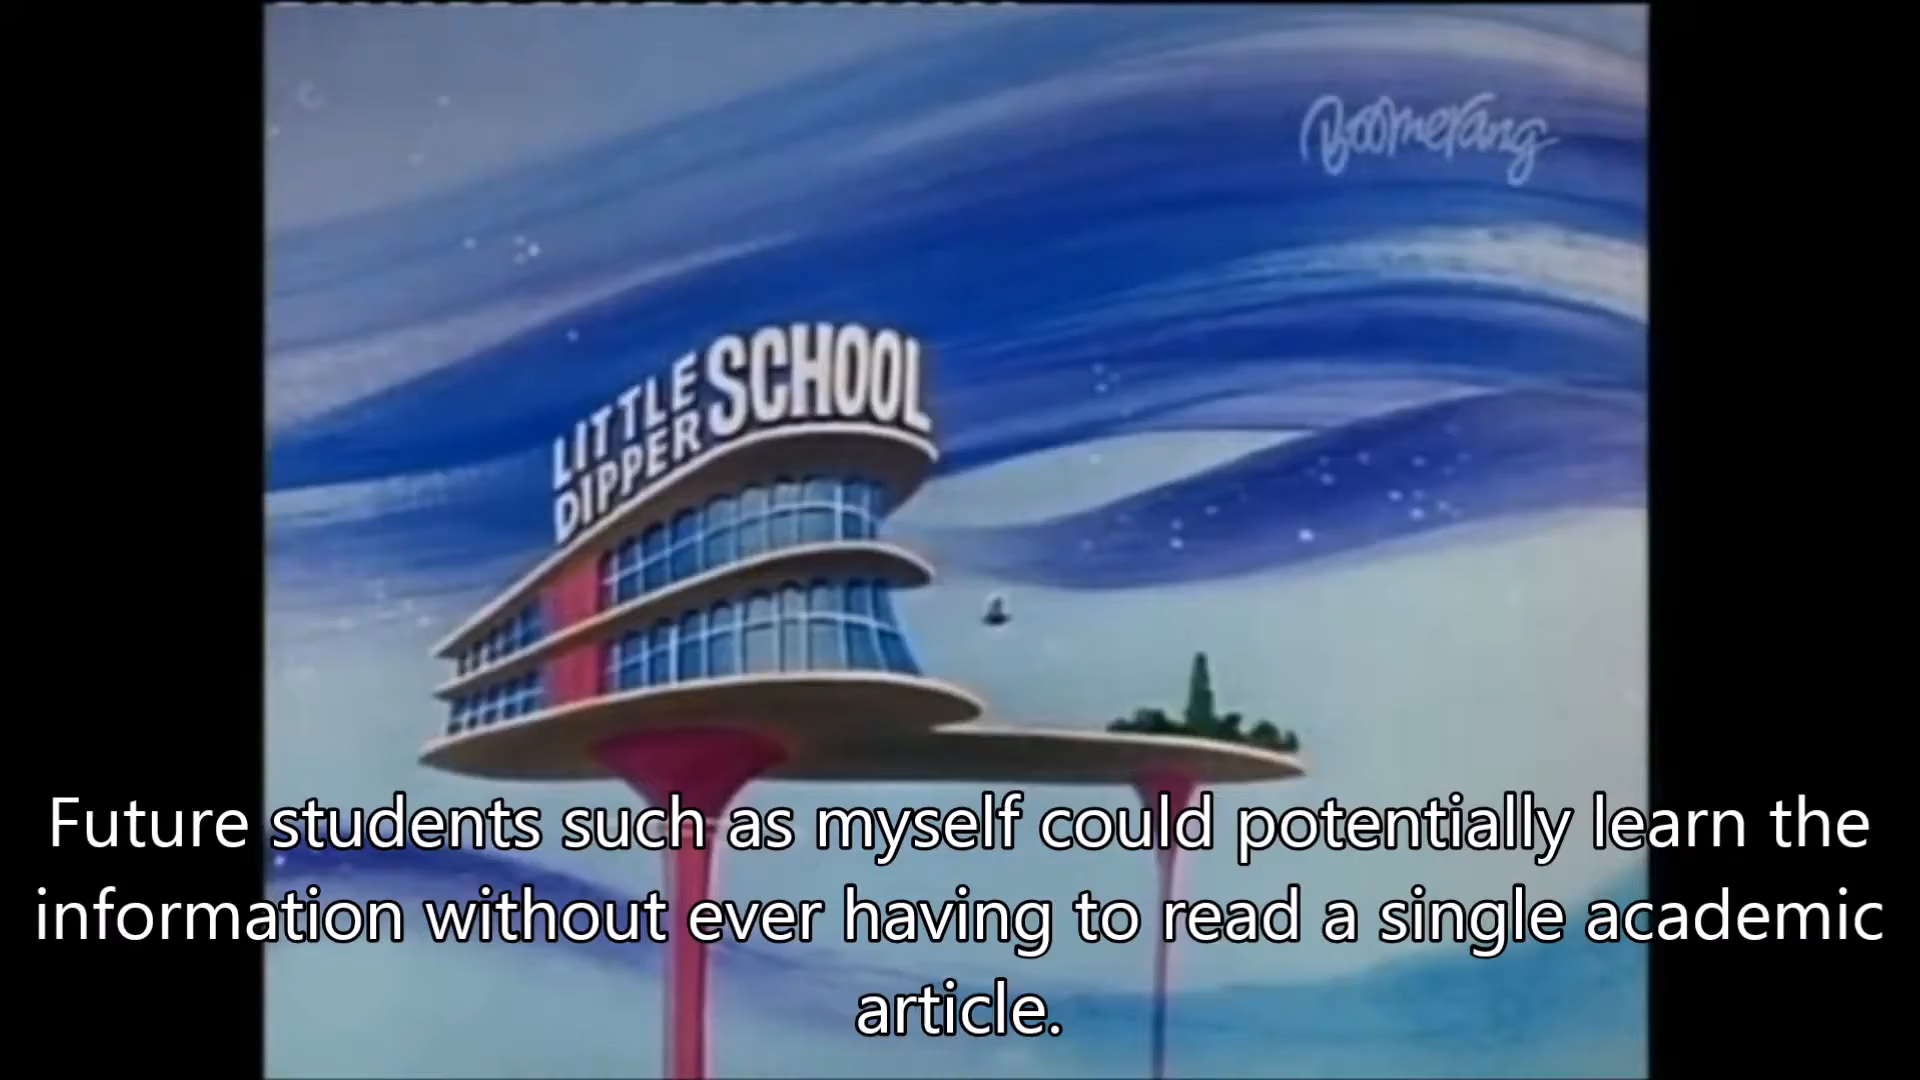 Boomerang
LITTLE
DIPPER
SCHOOL
Future students such as myself could potentially learn the
information without ever having to read a single academic
article.